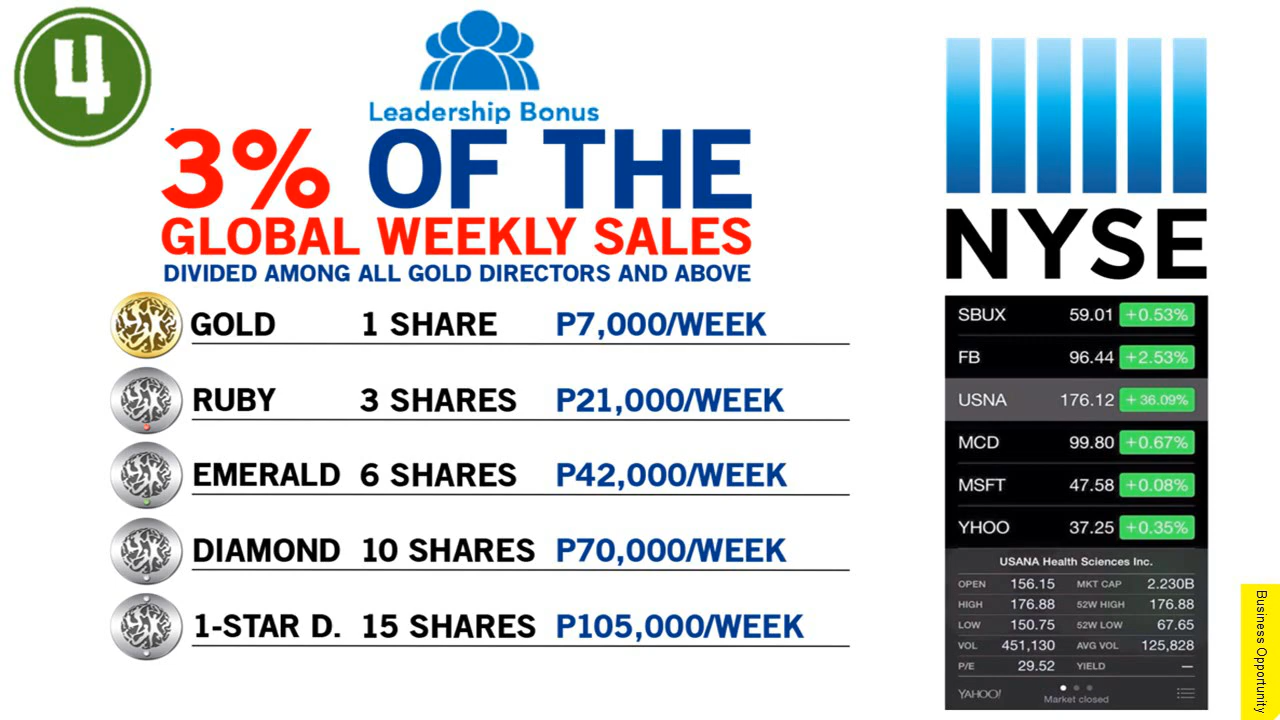 4
Leadership Bonus
3% OF THE
GLOBAL WEEKLY SALES
DIVIDED AMONG ALL GOLD DIRECTORS AND ABOVE
GOLD 1 SHARE P7,000/WEEK
RUBY 3 SHARES P21,000/WEEK
EMERALD 6 SHARES P42,000/WEEK
DIAMOND 10 SHARES P70,000/WEEK
1-STAR D. 15 SHARES P105,000/WEEK
NYSE
SBUX 59.01 +0.53%
FB 96.44 +2.53%
USNA 176.12 +36.09%
MCD 99.80 +0.67%
MSFT 47.58 +0.08%
YHOO 37.25 +0.35%
USANA Health Sciences Inc.
OPEN 156.15 MKT CAP 2.230B
HIGH 176.88 52W HIGH 176.88
LOW 150.75 52W LOW 67.65
VOL 451,130 AVG VOL 125,828
P/E 29.52 YIELD —
YAHOO!
Market closed
Business Opportunity